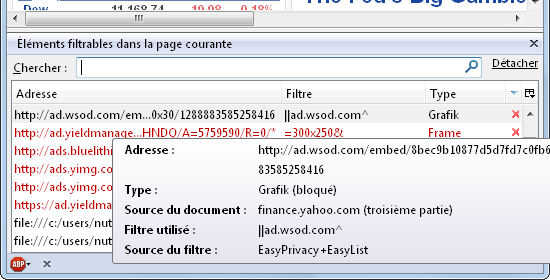 Dow 11,168.74 19.98 0.18%
The Fed's Big Gamble
Éléments filtrables dans la page courante
Chercher :
Détacher
Adresse Filtre Type
http://ad.wsod.com/em...0x30/1288883585258416 ||ad.wsod.com^ Grafik
http://ad.yieldmanage...HNDQ/A=5759590/R=0/* =300x250& Frame
http://ads.bluelithi
http://ads.yimg.co
http://ads.yimg.co
https://ad.yieldma
file:///c:/users/nut
file:///c:/users/nut
Adresse : http://ad.wsod.com/embed/8bec9b10877d5d7fd7c0fb6
83585258416
Type : Grafik (bloqué)
Source du document : finance.yahoo.com (troisième partie)
Filtre utilisé : ||ad.wsod.com^
Source du filtre : EasyPrivacy+EasyList
ABP